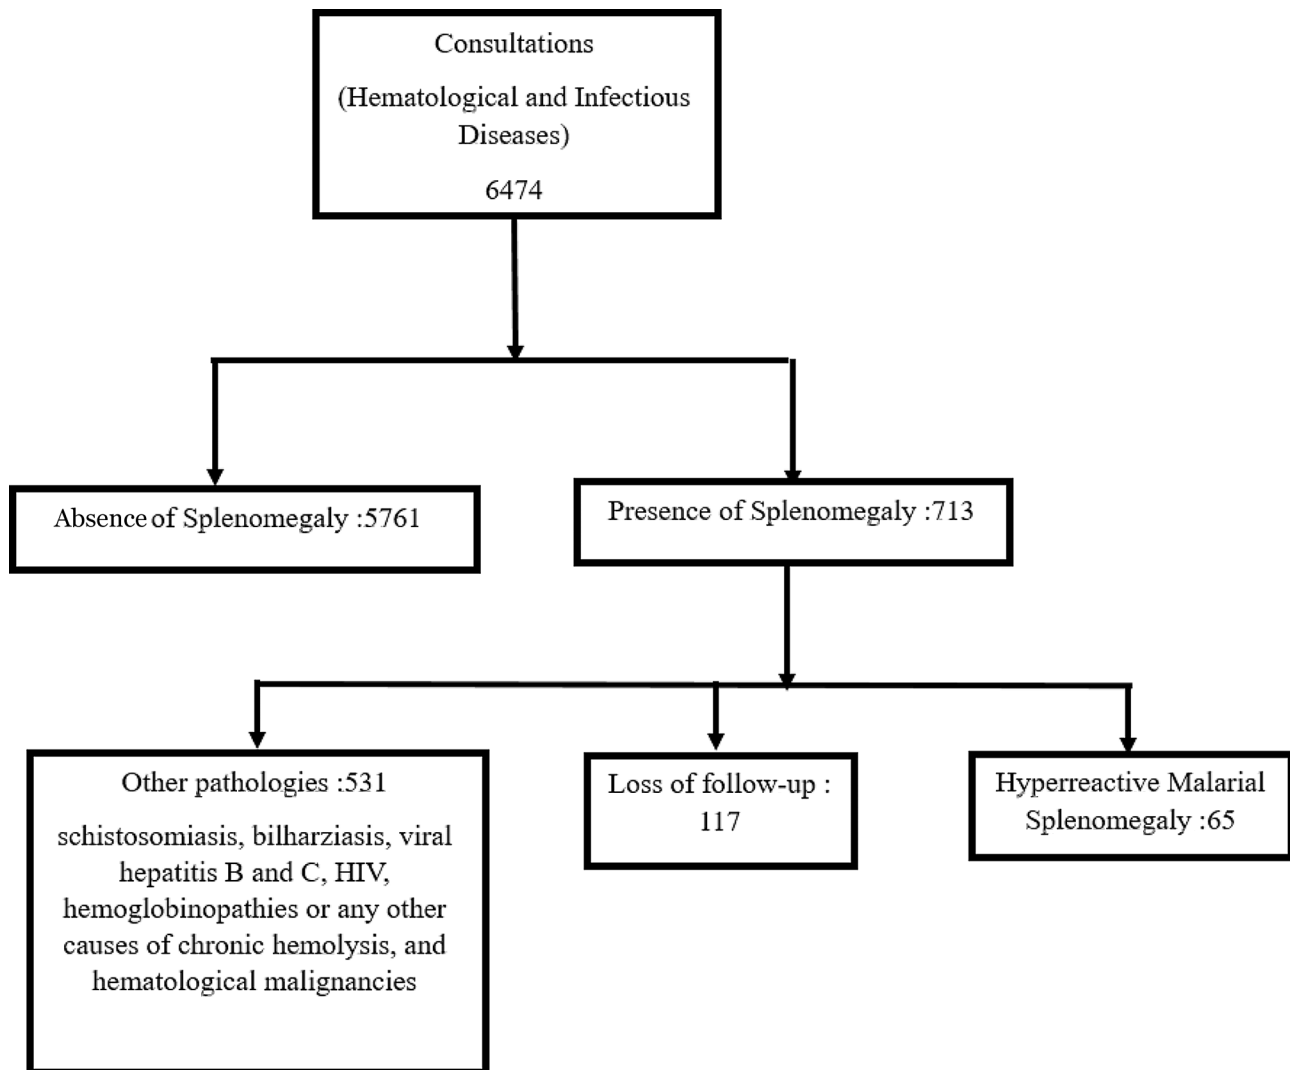 Consultations
(Hematological and Infectious
Diseases)
6474
Absence of Splenomegaly :5761
Presence of Splenomegaly :713
Other pathologies :531
schistosomiasis, bilharziasis, viral
hepatitis B and C, HIV,
hemoglobinopathies or any other
causes of chronic hemolysis, and
hematological malignancies
Loss of follow-up :
117
Hyperreactive Malarial
Splenomegaly :65